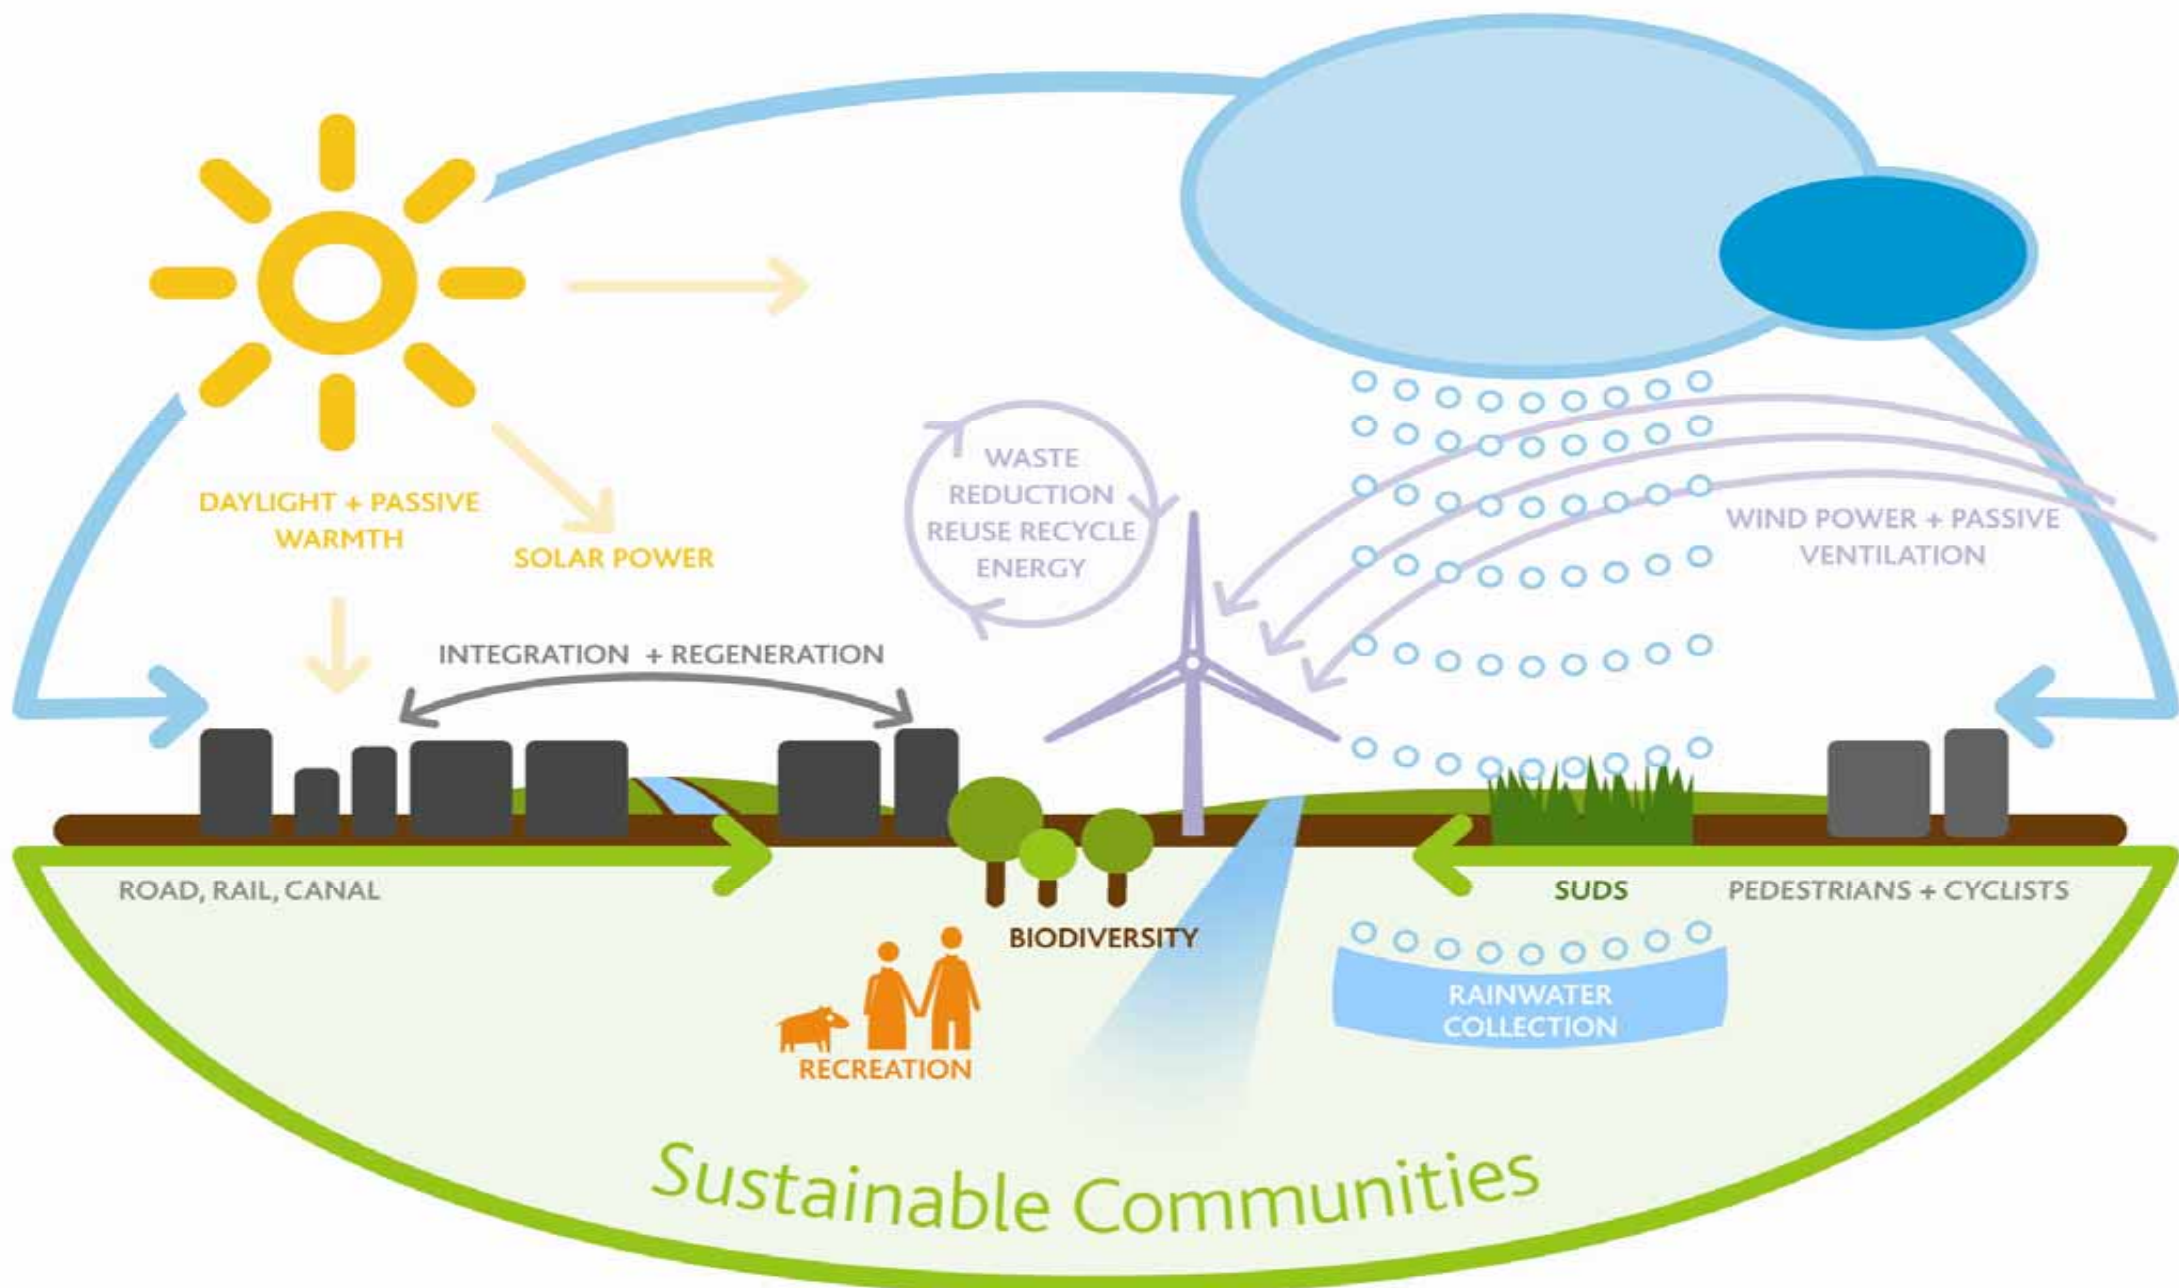 WASTE
REDUCTION
REUSE RECYCLE
ENERGY
DAYLIGHT + PASSIVE
WARMTH
SOLAR POWER
WIND POWER + PASSIVE
VENTILATION
INTEGRATION + REGENERATION
ROAD, RAIL, CANAL
SUDS
PEDESTRIANS + CYCLISTS
BIODIVERSITY
RAINWATER
COLLECTION
RECREATION
Sustainable Communities